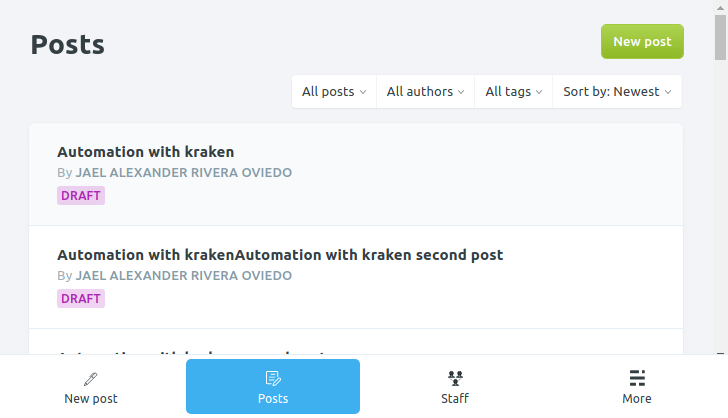 Posts
New post
All posts
All authors
All tags
Sort by: Newest
Automation with kraken
By JAEL ALEXANDER RIVERA OVIEDO
DRAFT
Automation with krakenAutomation with kraken second post
By JAEL ALEXANDER RIVERA OVIEDO
DRAFT
New post
Posts
Staff
More